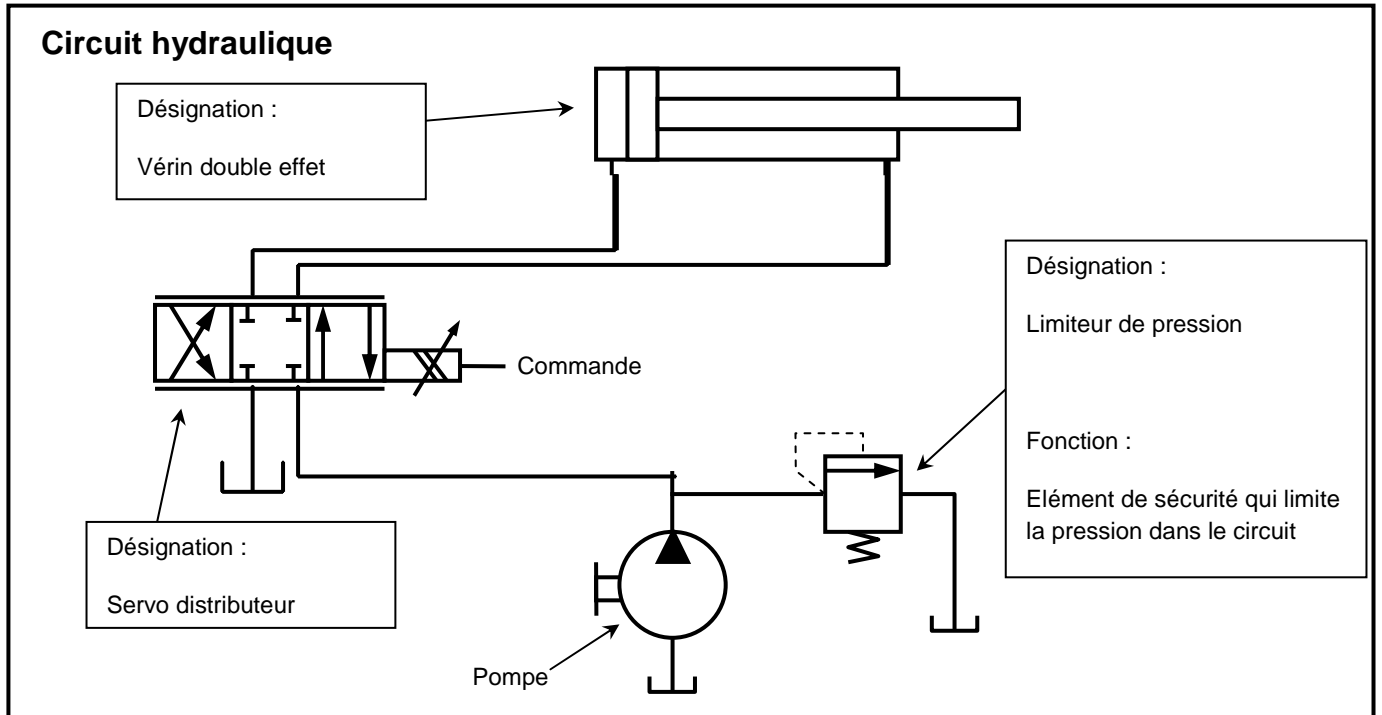 Circuit hydraulique
Désignation :
Vérin double effet
Désignation :
Limiteur de pression
Fonction :
Elément de sécurité qui limite
la pression dans le circuit
Commande
Désignation :
Servo distributeur
Pompe